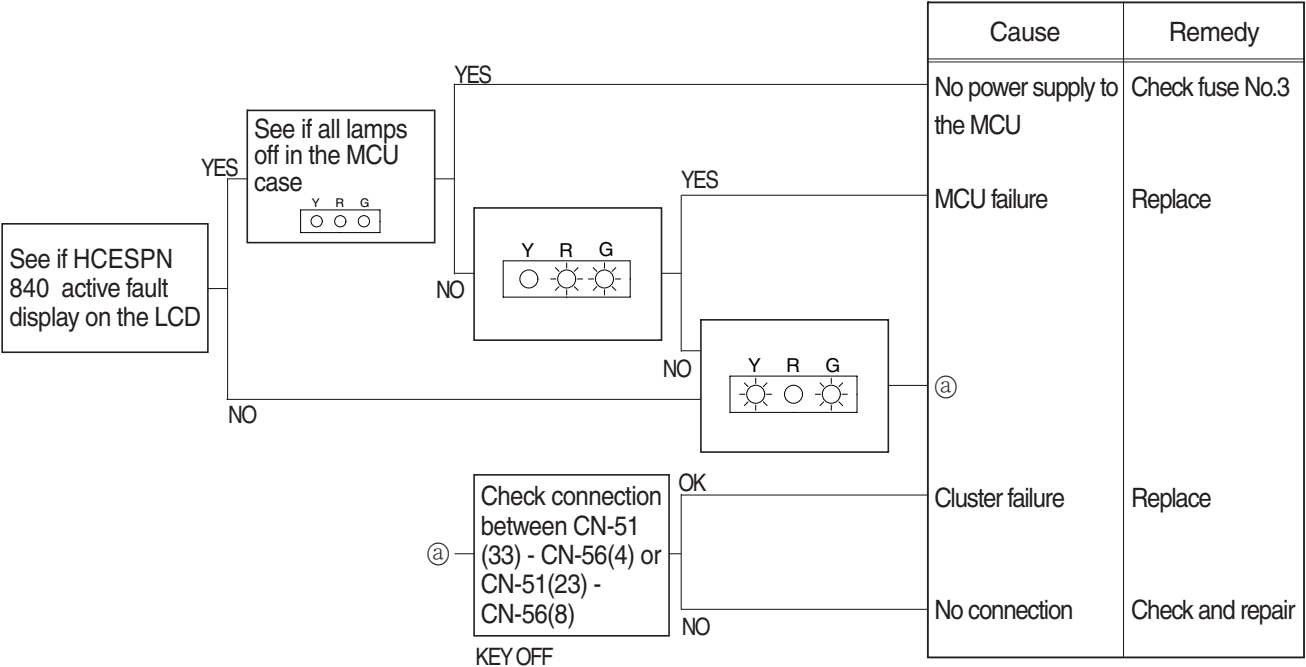 Cause
Remedy
YES
No power supply to
the MCU
Check fuse No.3
See if all lamps
off in the MCU
case
Y R G
YES
YES
MCU failure
Replace
See if HCESPN
840 active fault
display on the LCD
Y R G
NO
NO
Y R G
ⓐ
NO
Check connection
between CN-51
(33) - CN-56(4) or
CN-51(23) -
CN-56(8)
OK
Cluster failure
Replace
ⓐ
No connection
Check and repair
NO
KEY OFF